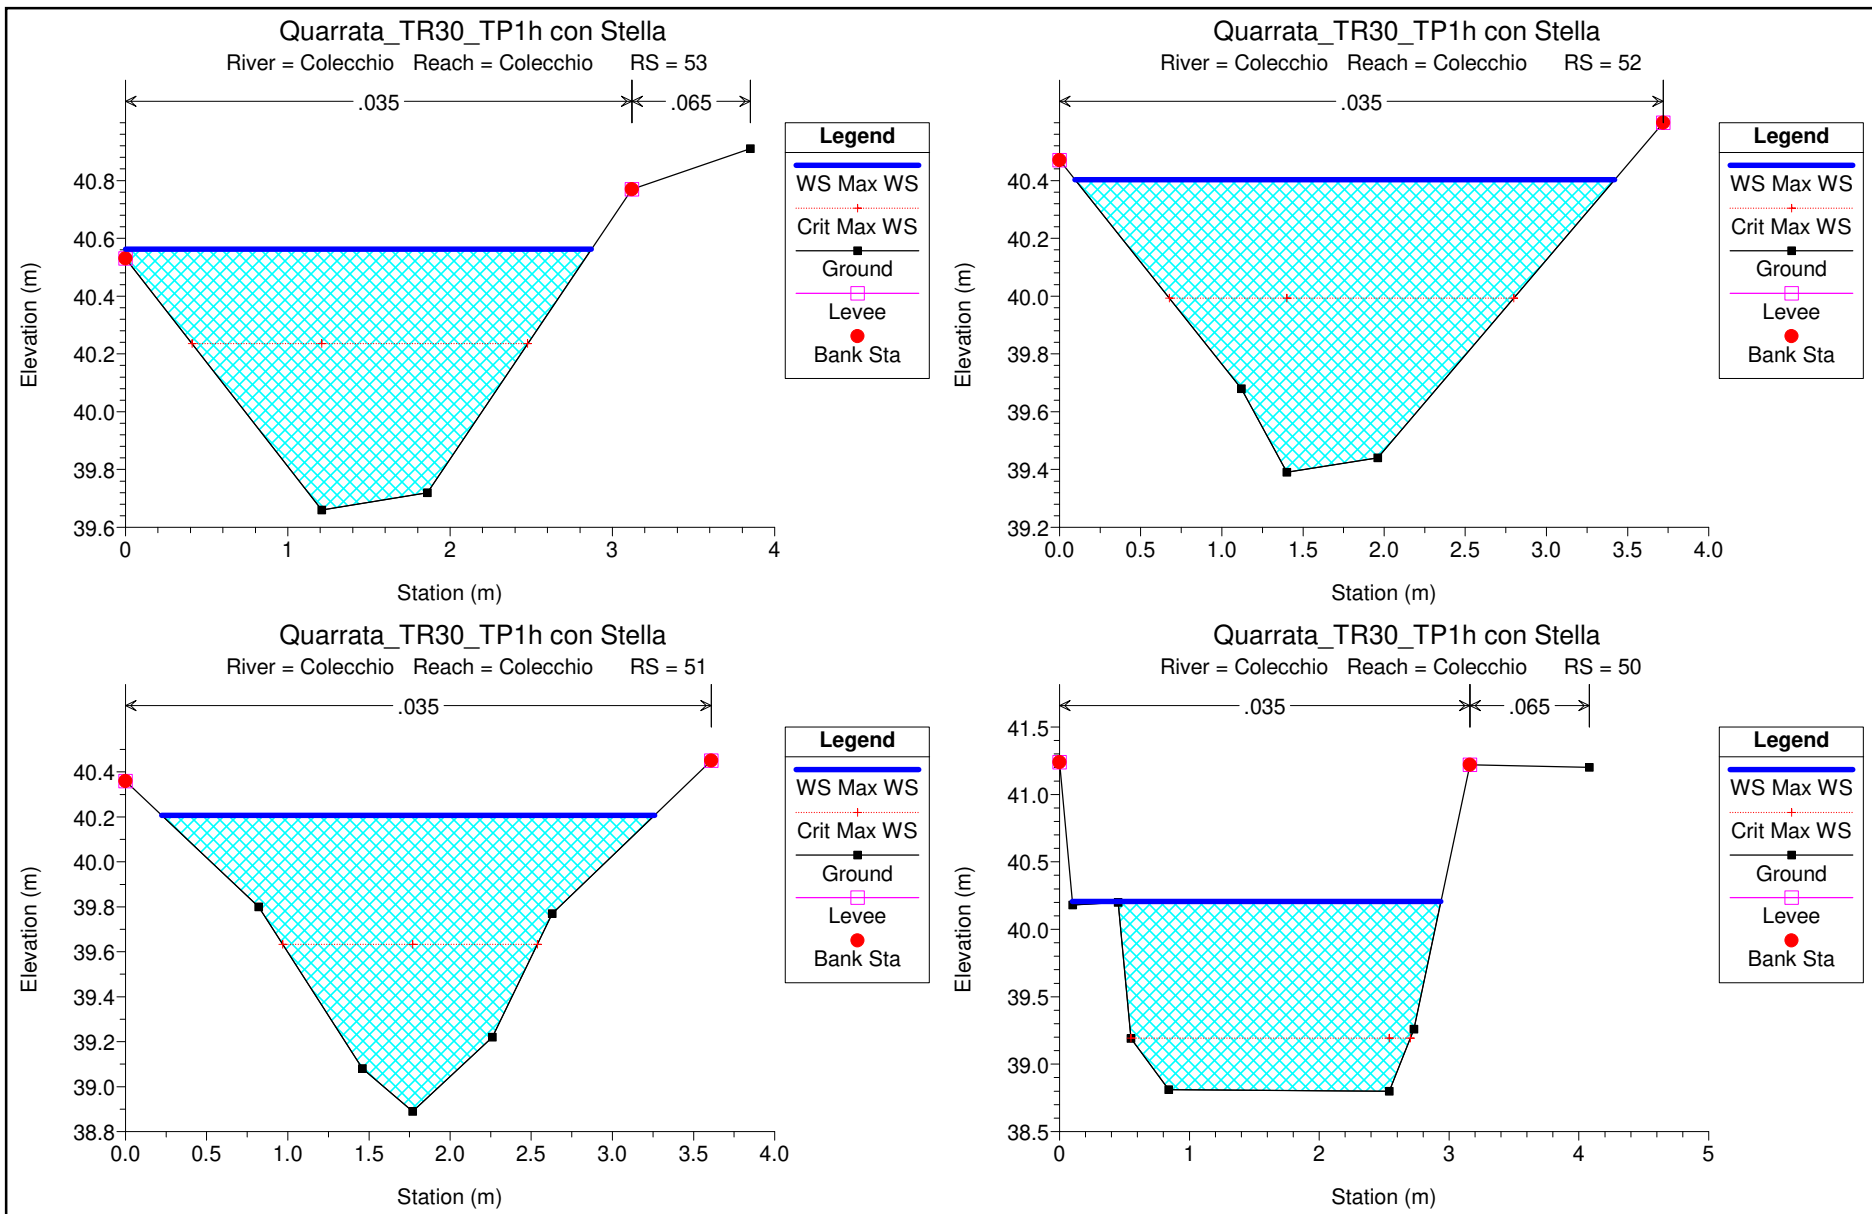 Quarrata_TR30_TP1h con Stella
River = Colecchio Reach = Colecchio RS = 53
.035
.065
Elevation (m)
40.8
40.6
40.4
40.2
40.0
39.8
39.6
0 1 2 3 4
Station (m)
Legend
WS Max WS
Crit Max WS
Ground
Levee
Bank Sta
Quarrata_TR30_TP1h con Stella
River = Colecchio Reach = Colecchio RS = 52
.035
Elevation (m)
40.4
40.2
40.0
39.8
39.6
39.4
39.2
0.0 0.5 1.0 1.5 2.0 2.5 3.0 3.5 4.0
Station (m)
Legend
WS Max WS
Crit Max WS
Ground
Levee
Bank Sta
Quarrata_TR30_TP1h con Stella
River = Colecchio Reach = Colecchio RS = 51
.035
Elevation (m)
40.4
40.2
40.0
39.8
39.6
39.4
39.2
39.0
38.8
0.0 0.5 1.0 1.5 2.0 2.5 3.0 3.5 4.0
Station (m)
Legend
WS Max WS
Crit Max WS
Ground
Levee
Bank Sta
Quarrata_TR30_TP1h con Stella
River = Colecchio Reach = Colecchio RS = 50
.035
.065
Elevation (m)
41.5
41.0
40.5
40.0
39.5
39.0
38.5
0 1 2 3 4 5
Station (m)
Legend
WS Max WS
Crit Max WS
Ground
Levee
Bank Sta